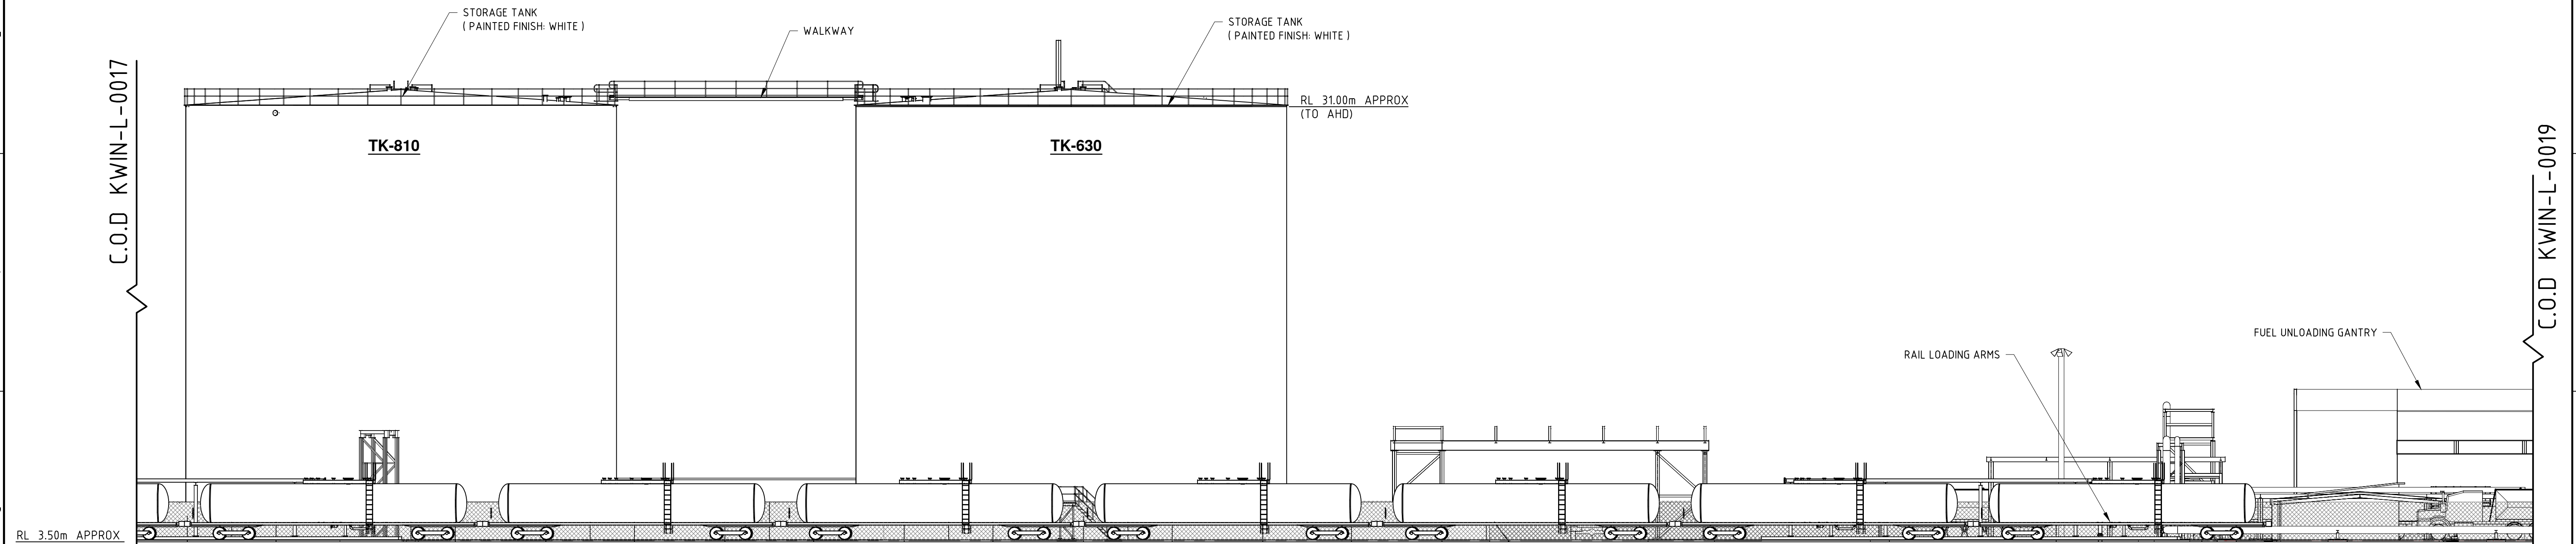 STORAGE TANK
( PAINTED FINISH: WHITE )
WALKWAY
STORAGE TANK
( PAINTED FINISH: WHITE )
C.O.D KWIN-L-0017
RL 31.00m APPROX
(TO AHD)
TK-810
TK-630
C.O.D KWIN-L-0019
FUEL UNLOADING GANTRY
RAIL LOADING ARMS
RL 3.50m APPROX